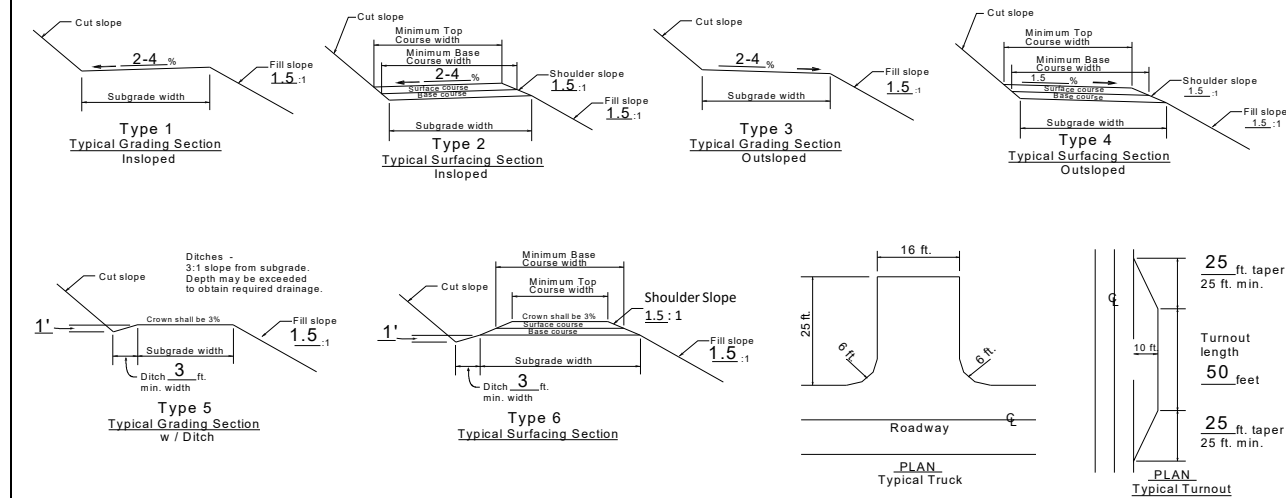 Cut slope
2-4 %
Fill slope
1.5 :1
Subgrade width
Type 1
Typical Grading Section
Insloped
Cut slope
Minimum Top
Course width
Minimum Base
Course width
2-4 %
Surface course
Base course
Shoulder slope
1.5 :1
Fill slope
1.5 :1
Subgrade width
Type 2
Typical Surfacing Section
Insloped
Cut slope
2-4 %
Fill slope
1.5 :1
Subgrade width
Type 3
Typical Grading Section
Outsloped
Cut slope
Minimum Top
Course width
Minimum Base
Course width
1.5 %
Surface course
Base course
Shoulder slope
1.5 :1
Fill slope
1.5 :1
Subgrade width
Type 4
Typical Surfacing Section
Outsloped
Ditches -
3:1 slope from subgrade.
Depth may be exceeded
to obtain required drainage.
Cut slope
1'
Crown shall be 3%
Fill slope
1.5 :1
Subgrade width
Ditch 3 ft.
min. width
Type 5
Typical Grading Section
w / Ditch
Minimum Base
Course width
Minimum Top
Course width
Cut slope
Shoulder Slope
1.5 : 1
Crown shall be 3%
Surface course
Base course
1'
Fill slope
1.5 :1
Subgrade width
Ditch 3 ft.
min. width
Type 6
Typical Surfacing Section
16 ft.
25 ft.
6 ft.
6 ft.
Roadway
CL
PLAN
Typical Truck
CL
25 ft. taper
25 ft. min.
10 ft.
Turnout
length
50 feet
25 ft. taper
25 ft. min.
PLAN
Typical Turnout